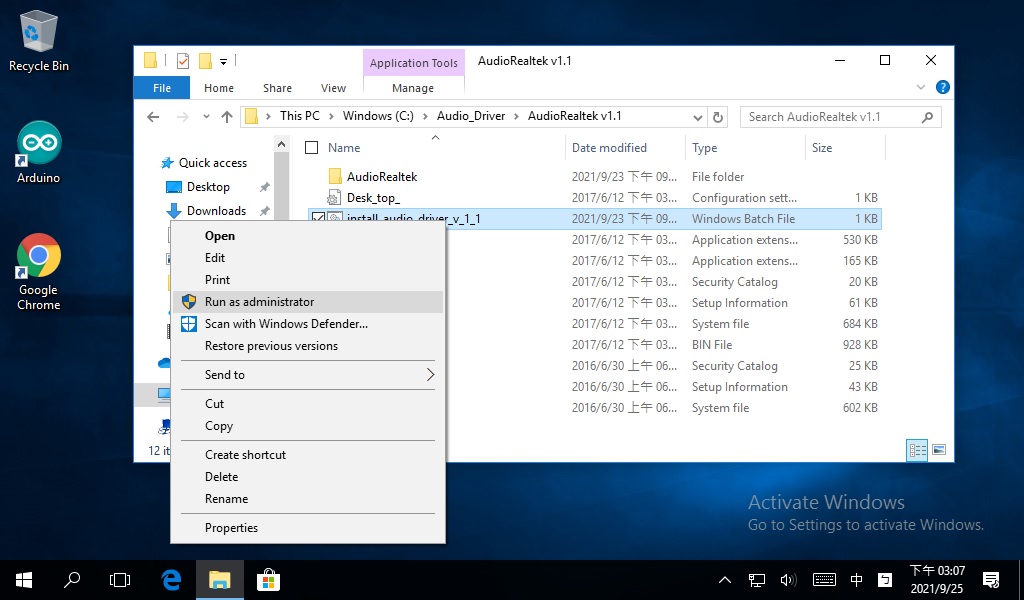 Recycle Bin
Arduino
Google
Chrome
Application Tools
AudioRealtek v1.1
File
Home
Share
View
Manage
This PC
Windows (C:)
Audio_Driver
AudioRealtek v1.1
Search AudioRealtek v1.1
Quick access
Desktop
Downloads
12 it
Name
Date modified
Type
Size
AudioRealtek
2021/9/23 下午 09...
File folder
Desk_top_
2017/6/12 下午 03...
Configuration sett...
1 KB
install_audio_driver_v_1_1
2021/9/23 下午 09...
Windows Batch File
1 KB
2017/6/12 下午 03...
Application extens...
530 KB
2017/6/12 下午 03...
Application extens...
165 KB
2017/6/12 下午 03...
Security Catalog
20 KB
2017/6/12 下午 03...
Setup Information
61 KB
2017/6/12 下午 03...
System file
684 KB
2017/6/12 下午 03...
BIN File
928 KB
2016/6/30 上午 06...
Security Catalog
25 KB
2016/6/30 上午 06...
Setup Information
43 KB
2016/6/30 上午 06...
System file
602 KB
Open
Edit
Print
Run as administrator
Scan with Windows Defender...
Restore previous versions
Send to
Cut
Copy
Create shortcut
Delete
Rename
Properties
Activate Windows
Go to Settings to activate Windows.
中
下午 03:07
2021/9/25